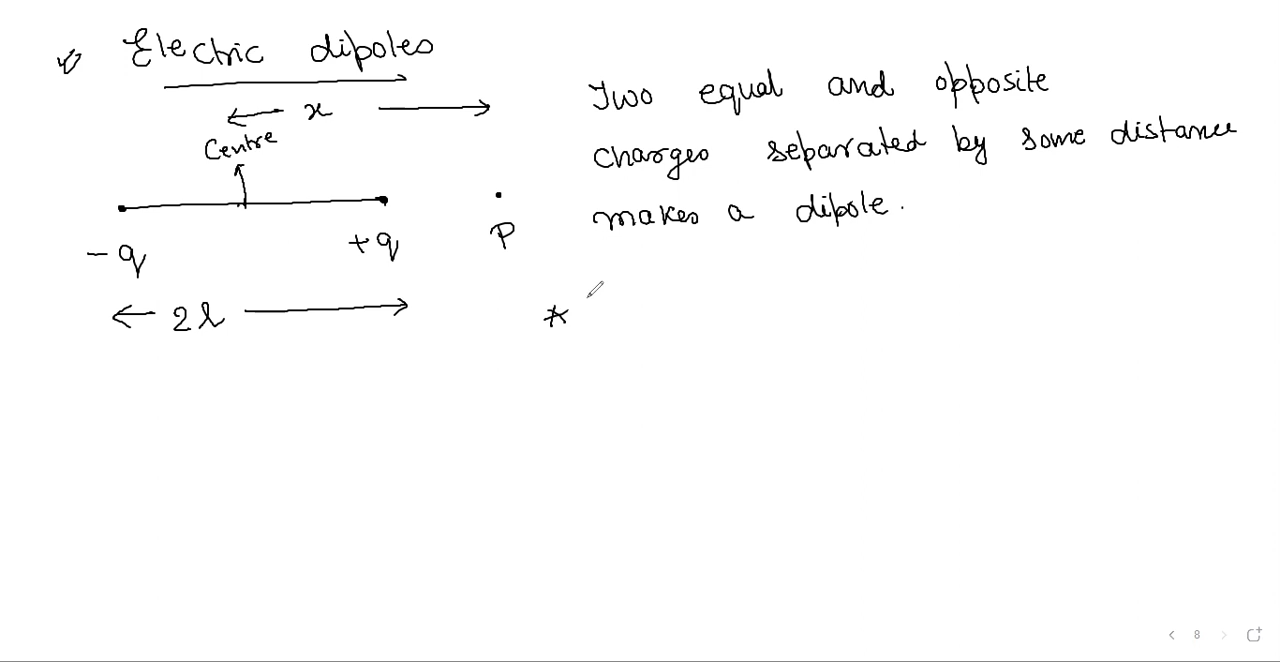 Electric dipoles
x
Centre
-q
+q
P
2l
Two equal and opposite
charges separated by some distance
makes a dipole.
*
8